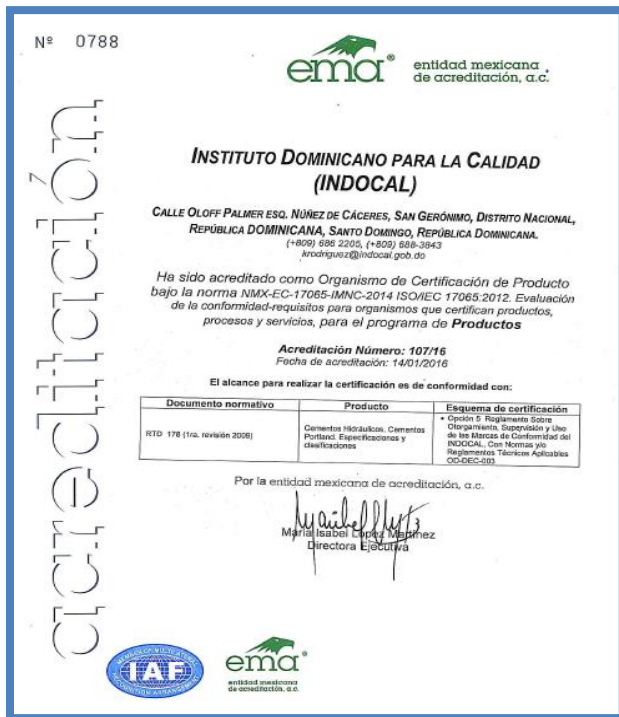 Nº 0788
ema®
entidad mexicana
de acreditación, a.c.
acreditación
INSTITUTO DOMINICANO PARA LA CALIDAD
(INDOCAL)
CALLE OLOFF PALMER ESQ. NÚÑEZ DE CÁCERES, SAN GERÓNIMO, DISTRITO NACIONAL,
REPÚBLICA DOMINICANA, SANTO DOMINGO, REPÚBLICA DOMINICANA.
(+809) 686 2205, (+809) 688-3843
krodriguez@indocal.gob.do
Ha sido acreditado como Organismo de Certificación de Producto
bajo la norma NMX-EC-17065-IMNC-2014 ISO/IEC 17065:2012. Evaluación
de la conformidad-requisitos para organismos que certifican productos,
procesos y servicios, para el programa de Productos
Acreditación Número: 107/16
Fecha de acreditación: 14/01/2016
El alcance para realizar la certificación es de conformidad con:
Documento normativo Producto Esquema de certificación
RTD 178 (1ra. revisión 2009)
Cementos Hidráulicos. Cementos
Portland. Especificaciones y
clasificaciones
• Opción 5 Reglamento Sobre
Otorgamiento, Supervisión y Uso
de las Marcas de Conformidad del
INDOCAL, Con Normas y/o
Reglamentos Técnicos Aplicables
OD-DEC-003
Por la entidad mexicana de acreditación, a.c.
María Isabel López Martínez
Directora Ejecutiva
MEMBER OF MULTILATERAL
IAF
RECOGNITION ARRANGEMENT
ema®
entidad mexicana
de acreditación, a.c.